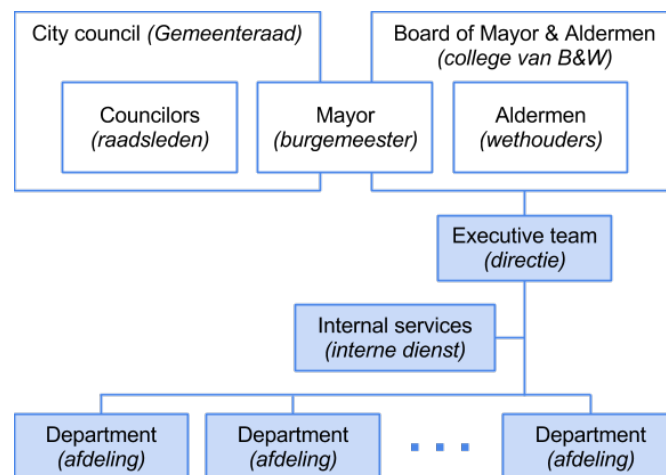 City council (Gemeenteraad)
Board of Mayor & Aldermen
(college van B&W)
Councilors
(raadsleden)
Mayor
(burgemeester)
Aldermen
(wethouders)
Executive team
(directie)
Internal services
(interne dienst)
Department
(afdeling)
Department
(afdeling)
Department
(afdeling)